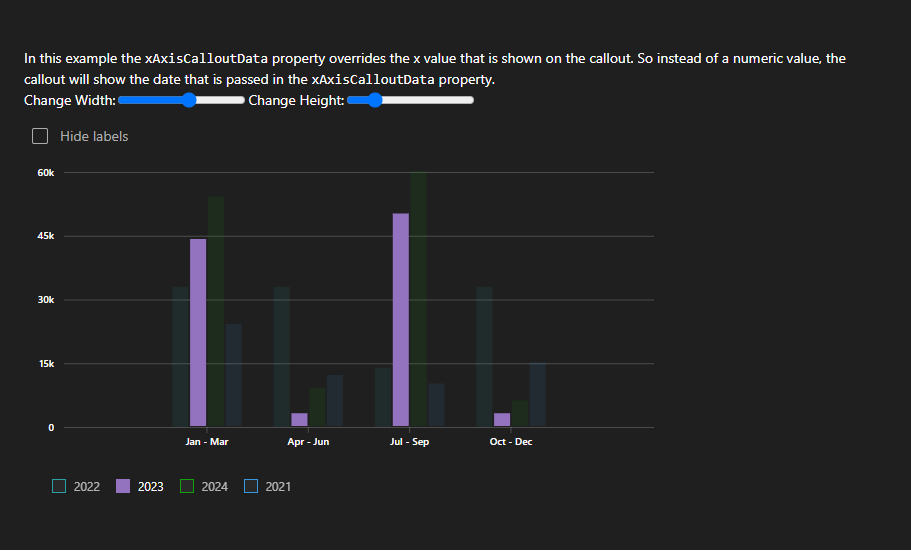 In this example the xAxisCalloutData property overrides the x value that is shown on the callout. So instead of a numeric value, the
callout will show the date that is passed in the xAxisCalloutData property.
Change Width: Change Height:
Hide labels
60k
45k
30k
15k
0
Jan - Mar Apr - Jun Jul - Sep Oct - Dec
2022 2023 2024 2021